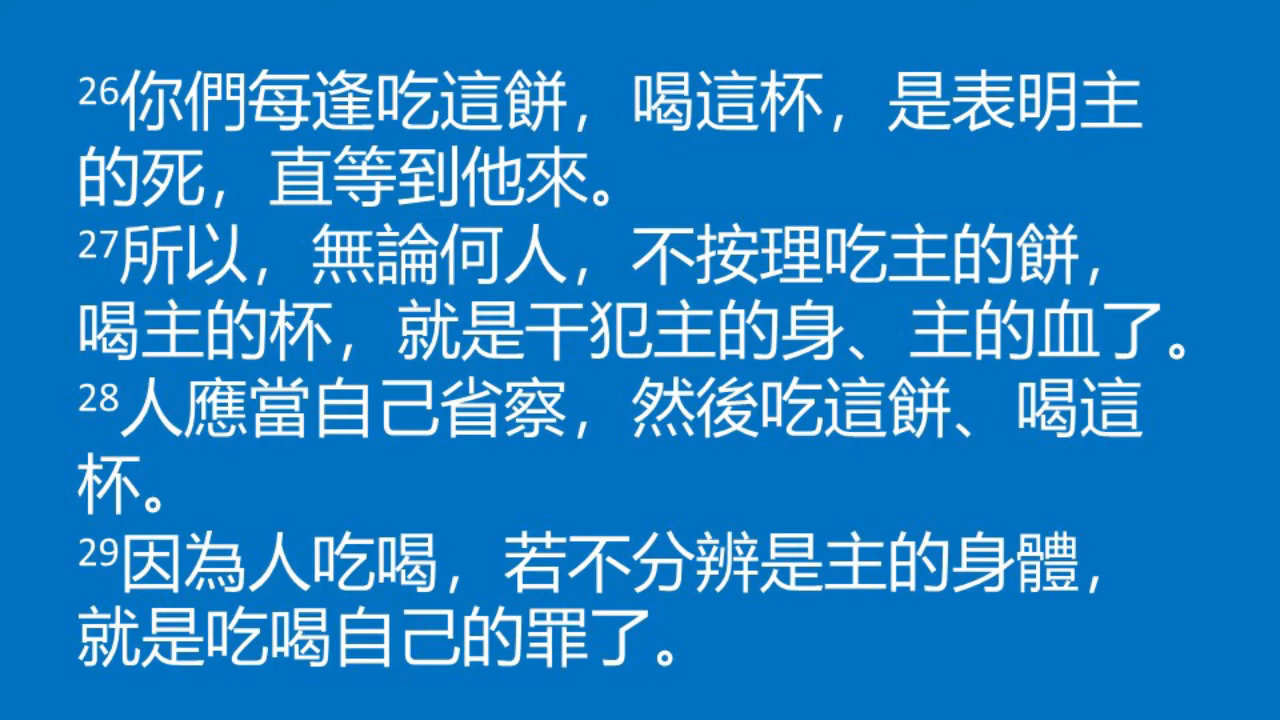 26你們每逢吃這餅，喝這杯，是表明主
的死，直等到他來。
27所以，無論何人，不按理吃主的餅，
喝主的杯，就是干犯主的身、主的血了。
28人應當自己省察，然後吃這餅、喝這
杯。
29因為人吃喝，若不分辨是主的身體，
就是吃喝自己的罪了。